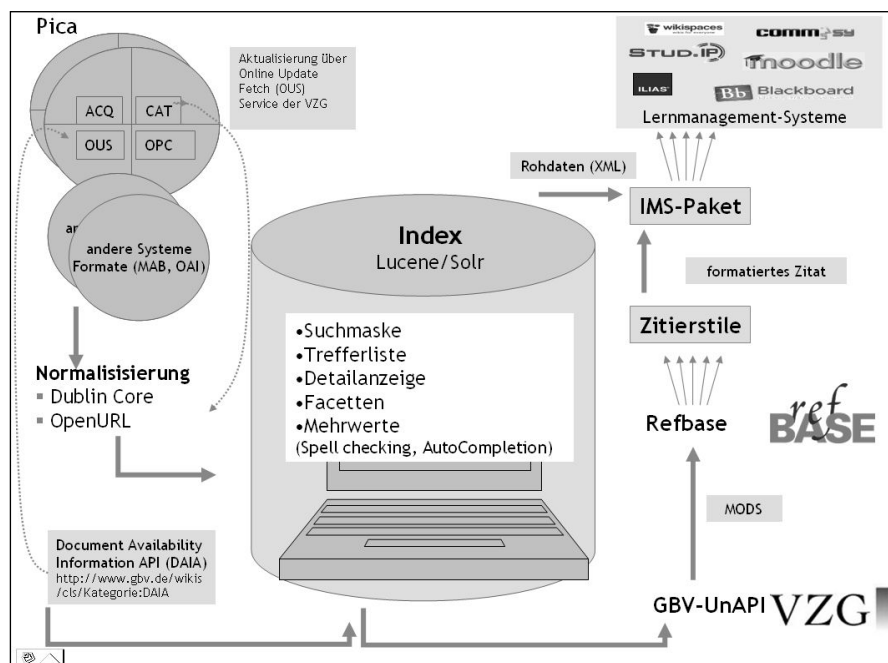 Pica
Aktualisierung über
Online Update
Fetch (OUS)
Service der VZG
ACQ
CAT
OUS
OPC
andere Systeme
Formate (MAB, OAI)
Normalisisierung
▪ Dublin Core
▪ OpenURL
Document Availability
Information API (DAIA)
http://www.gbv.de/wikis
/cls/Kategorie:DAIA
Index
Lucene/Solr
•Suchmaske
•Trefferliste
•Detailanzeige
•Facetten
•Mehrwerte
(Spell checking, AutoCompletion)
wikispaces
commsy
STUD.IP
moodle
ILIAS
Bb Blackboard
Lernmanagement-Systeme
Rohdaten (XML)
IMS-Paket
formatiertes Zitat
Zitierstile
Refbase
ref
BASE
MODS
GBV-UnAPI
VZG